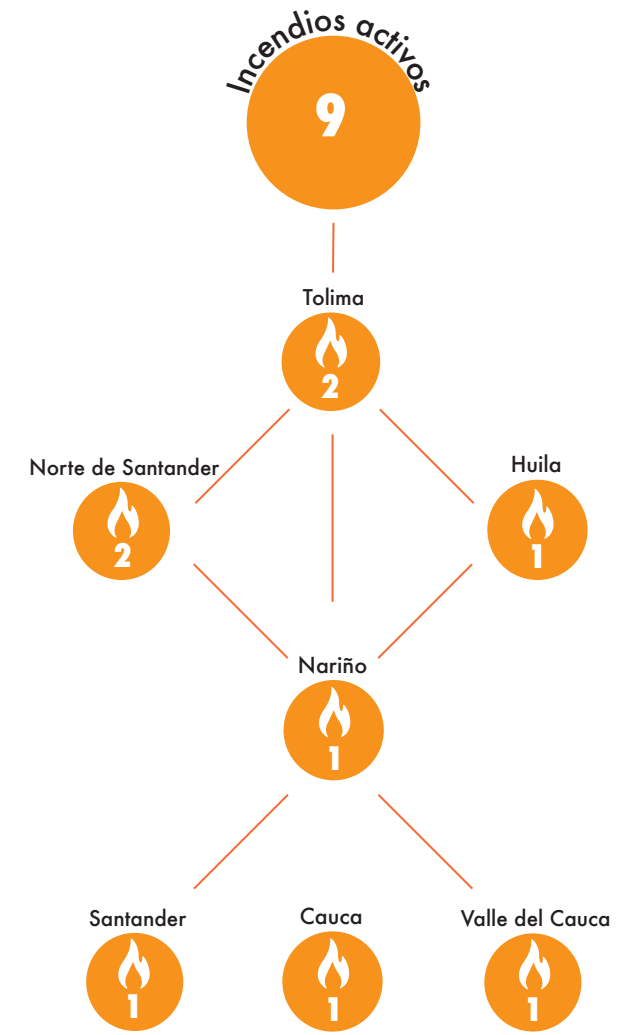 Incendios activos
9
Tolima
2
Norte de Santander
2
Huila
1
Nariño
1
Santander
1
Cauca
1
Valle del Cauca
1